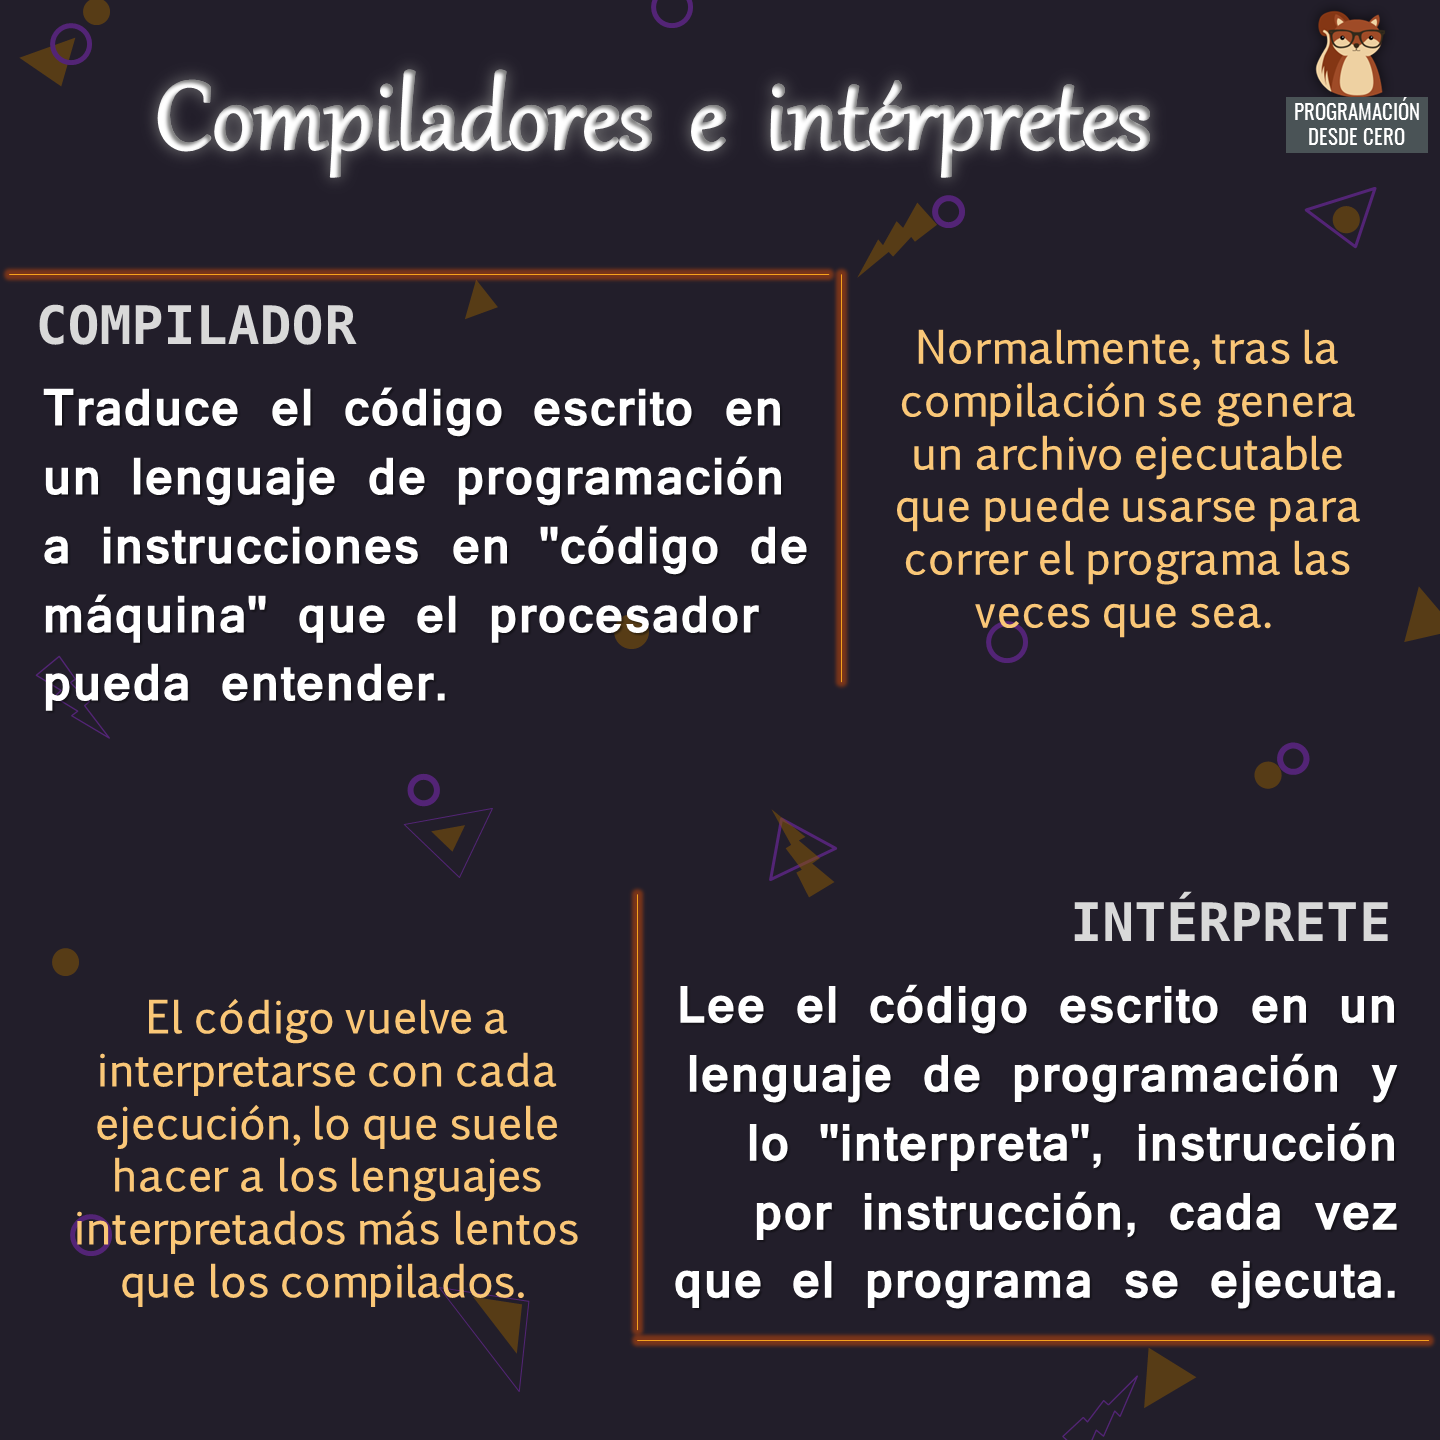 Compiladores e intérpretes
PROGRAMACIÓN
DESDE CERO
COMPILADOR
Traduce el código escrito en
un lenguaje de programación
a instrucciones en "código de
máquina" que el procesador
pueda entender.
Normalmente, tras la
compilación se genera
un archivo ejecutable
que puede usarse para
correr el programa las
veces que sea.
INTÉRPRETE
Lee el código escrito en un
lenguaje de programación y
lo "interpreta", instrucción
por instrucción, cada vez
que el programa se ejecuta.
El código vuelve a
interpretarse con cada
ejecución, lo que suele
hacer a los lenguajes
interpretados más lentos
que los compilados.